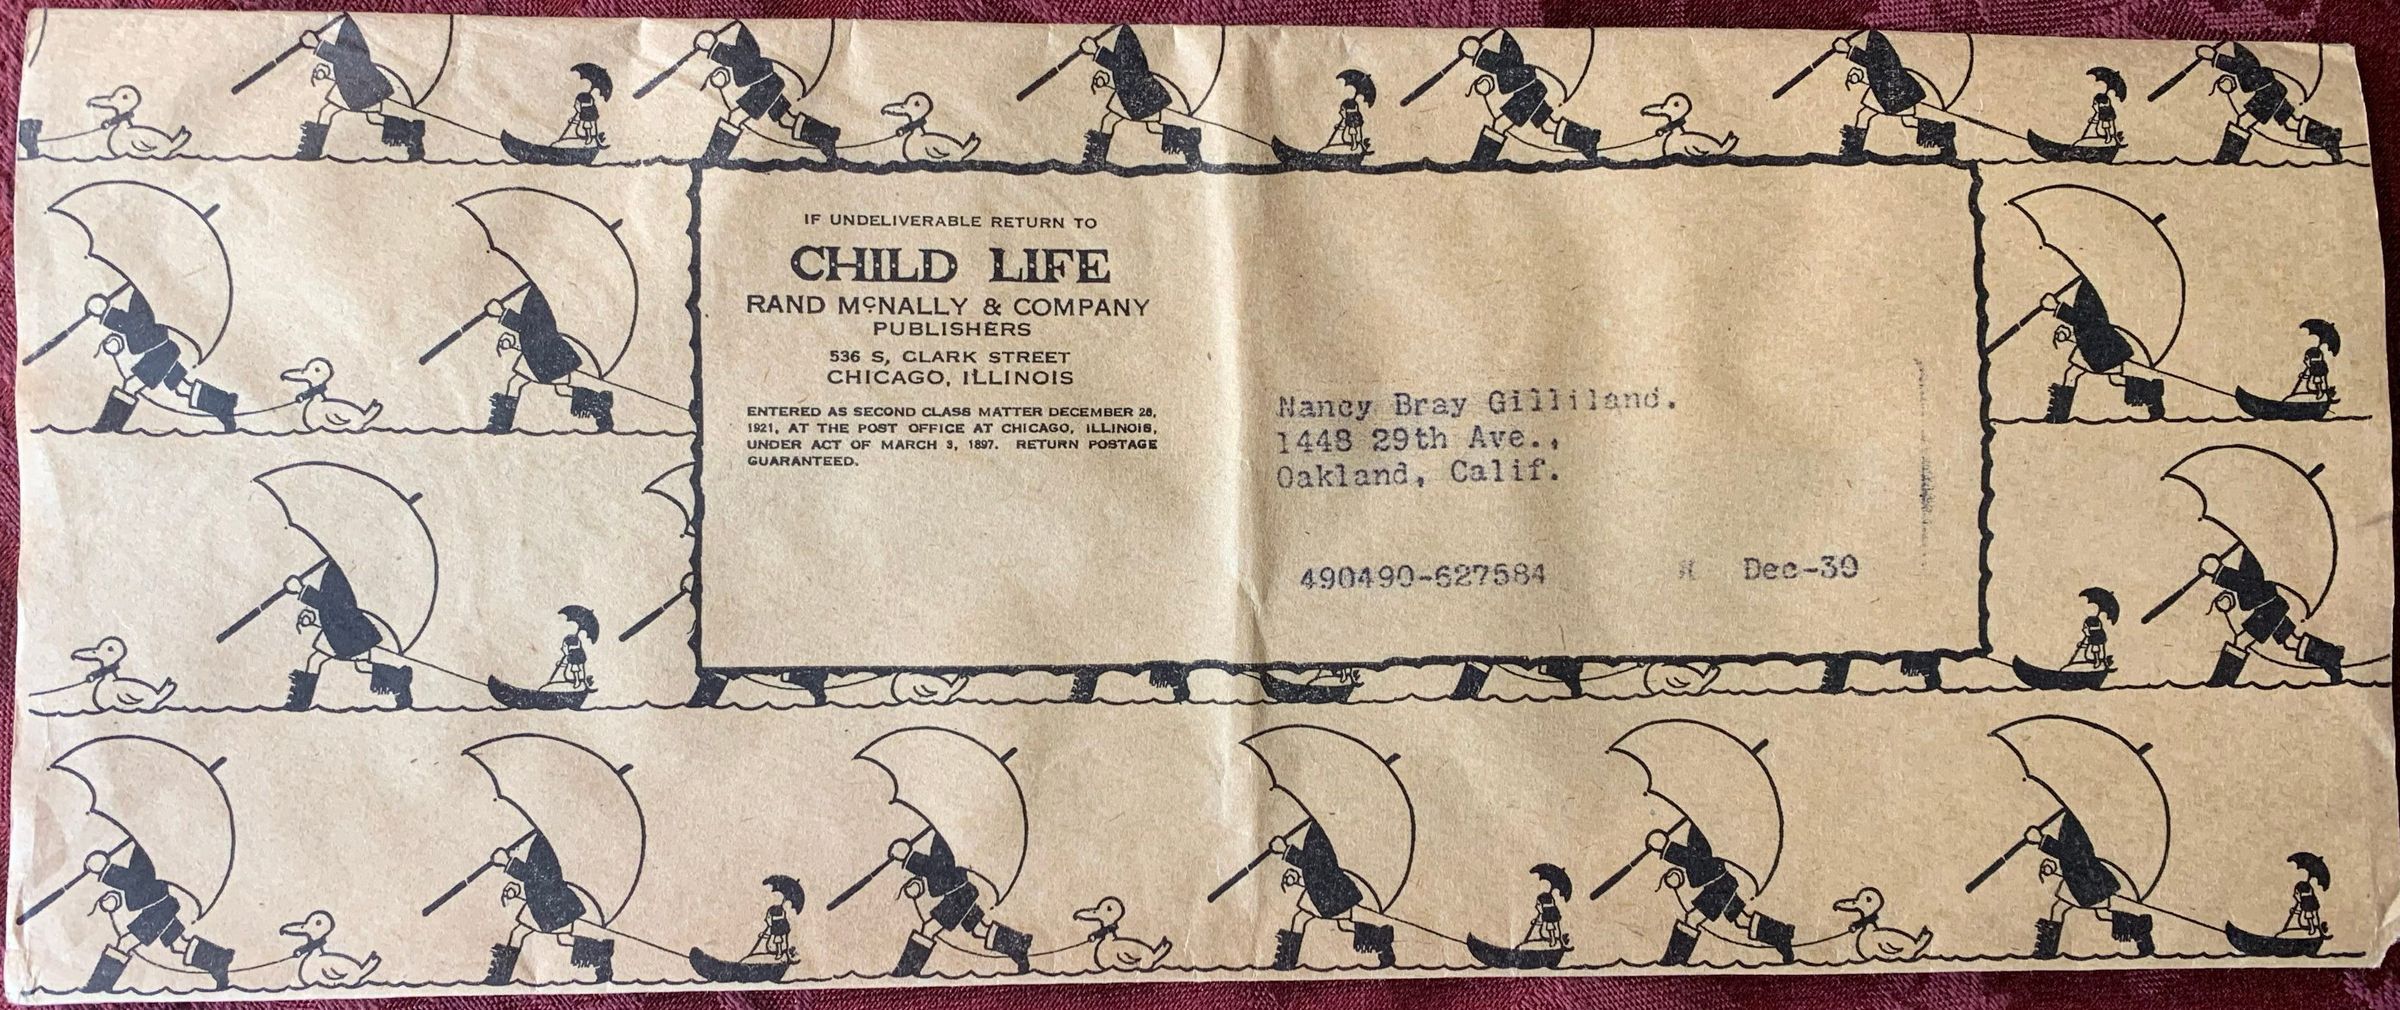 IF UNDELIVERABLE RETURN TO
CHILD LIFE
RAND McNALLY & COMPANY
PUBLISHERS
536 S, CLARK STREET
CHICAGO, ILLINOIS
ENTERED AS SECOND CLASS MATTER DECEMBER 28,
1921, AT THE POST OFFICE AT CHICAGO, ILLINOIS,
UNDER ACT OF MARCH 3, 1897. RETURN POSTAGE
GUARANTEED.
Nancy Bray Gilliland.
1448 29th Ave.,
Oakland, Calif.
490490-627584 Dec-30